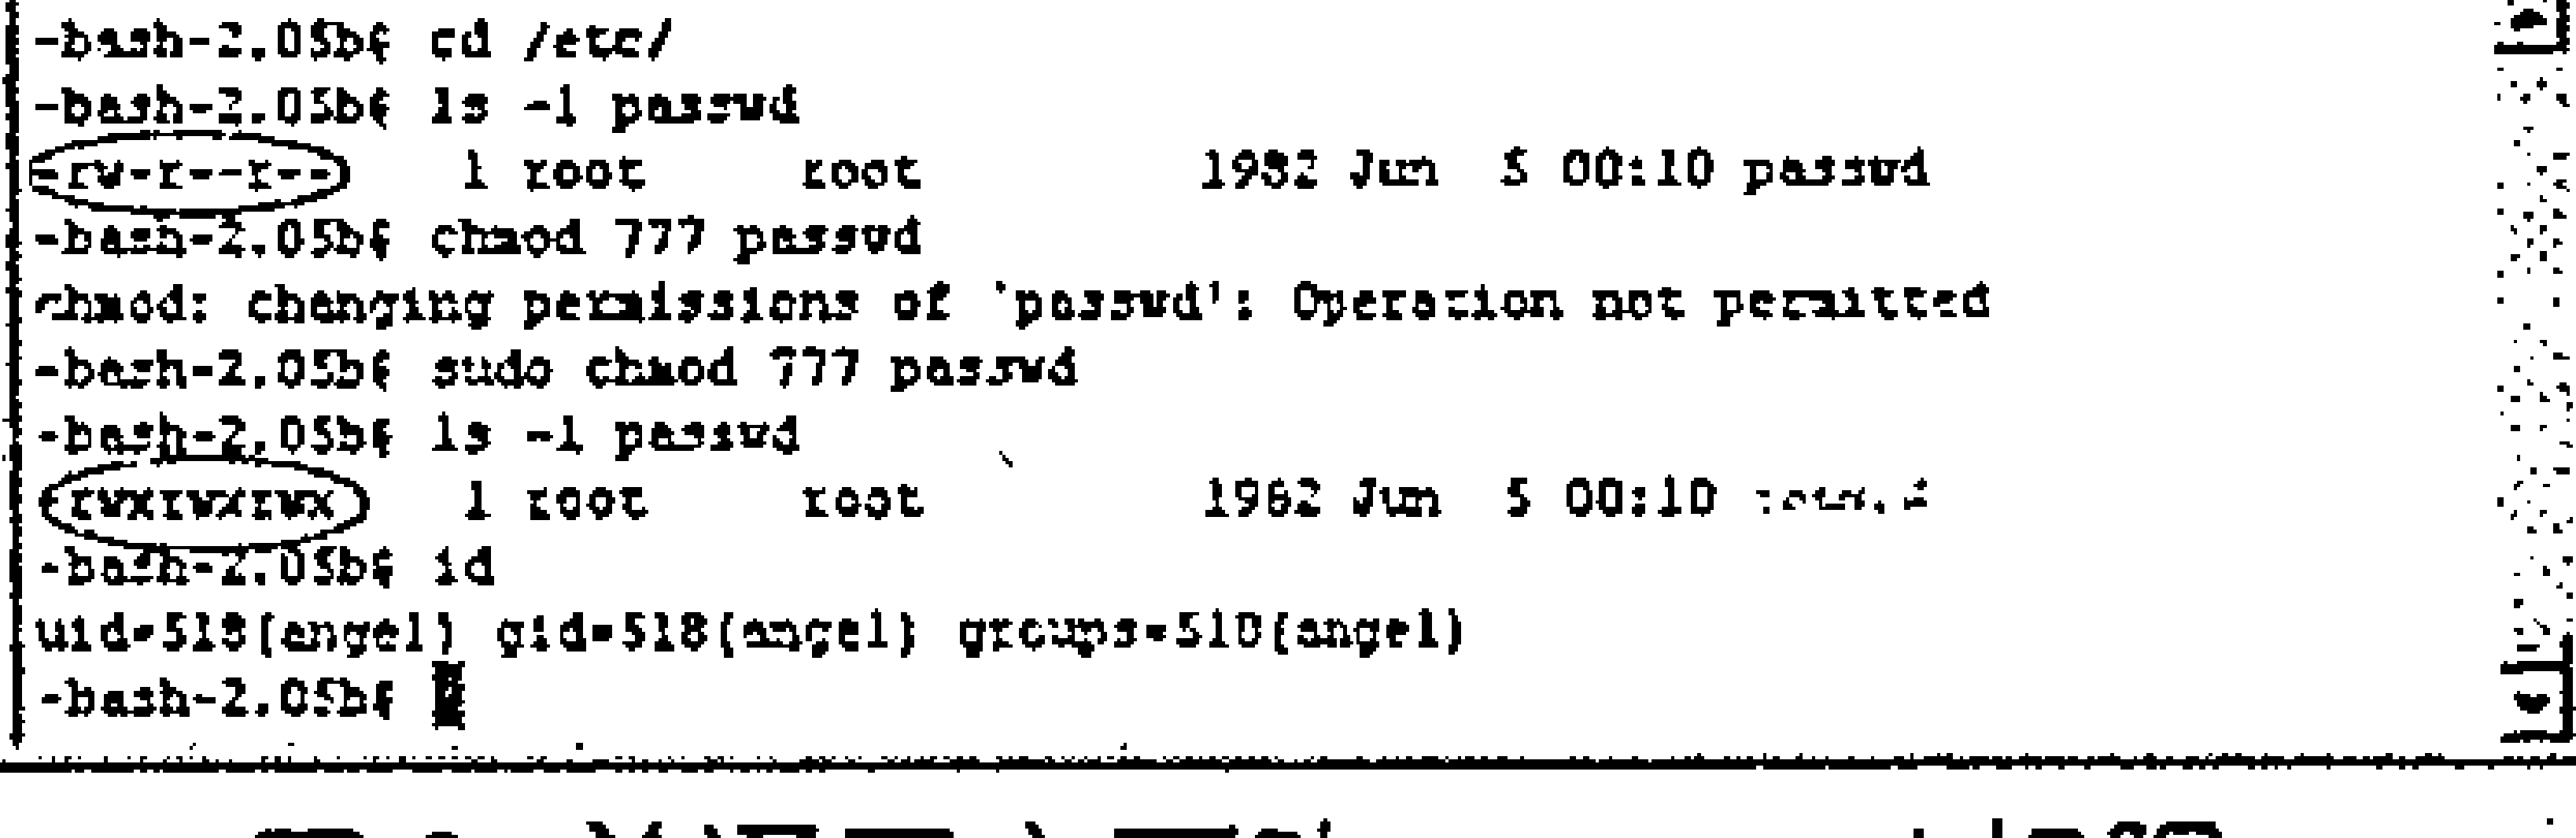 -bash-2.05b$ cd /etc/
-bash-2.05b$ ls -l passwd
-rw-r--r-- 1 root root 1982 Jun 5 00:10 passwd
-bash-2.05b$ chmod 777 passwd
chmod: changing permissions of 'passwd': Operation not permitted
-bash-2.05b$ sudo chmod 777 passwd
-bash-2.05b$ ls -l passwd
-rwxrwxrwx 1 root root 1982 Jun 5 00:10
-bash-2.05b$ id
uid=518(angel) gid=518(angel) groups=518(angel)
-bash-2.05b$